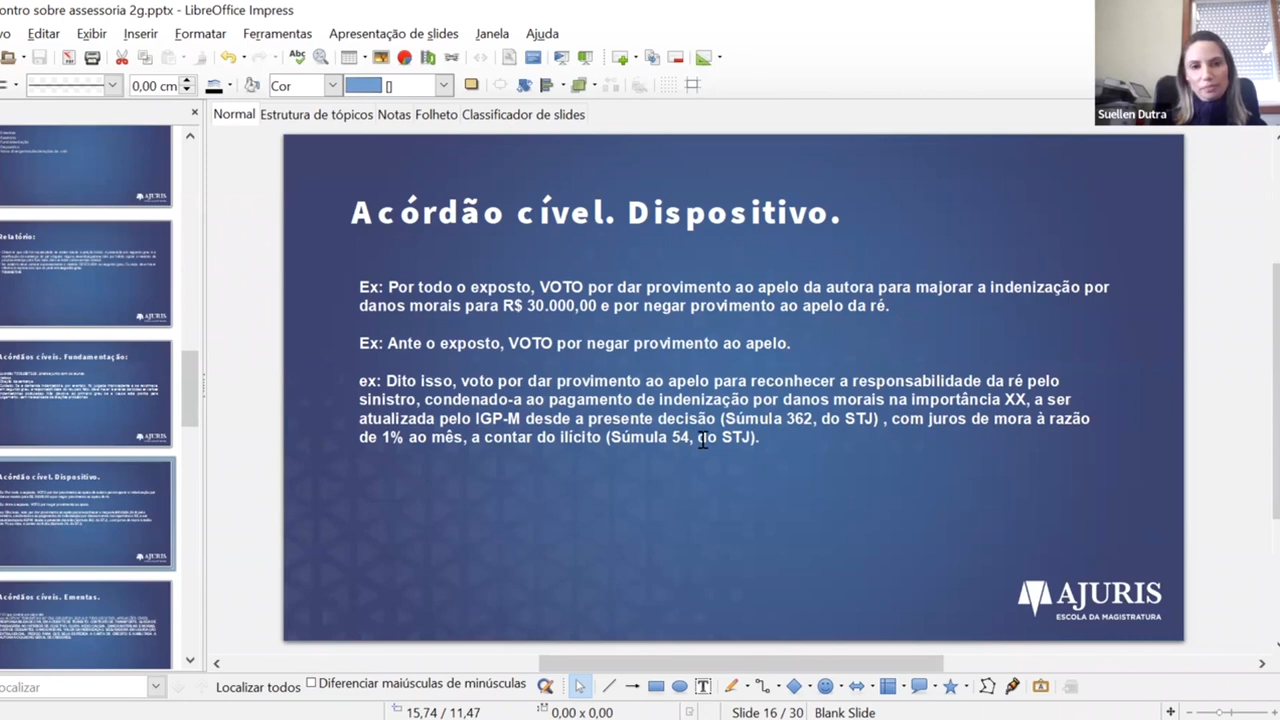 ontro sobre assessoria 2g.pptx - LibreOffice Impress
vo Editar Exibir Inserir Formatar Ferramentas Apresentação de slides Janela Ajuda
0,00 cm
Cor
Normal Estrutura de tópicos Notas Folheto Classificador de slides
Suellen Dutra
AJURIS
Relatório:
AJURIS
Acórdãos cíveis. Fundamentação:
AJURIS
Acórdão cível. Dispositivo.
AJURIS
Acórdãos cíveis. Ementas.
Acórdão cível. Dispositivo.
Ex: Por todo o exposto, VOTO por dar provimento ao apelo da autora para majorar a indenização por
danos morais para R$ 30.000,00 e por negar provimento ao apelo da ré.
Ex: Ante o exposto, VOTO por negar provimento ao apelo.
ex: Dito isso, voto por dar provimento ao apelo para reconhecer a responsabilidade da ré pelo
sinistro, condenado-a ao pagamento de indenização por danos morais na importância XX, a ser
atualizada pelo IGP-M desde a presente decisão (Súmula 362, do STJ) , com juros de mora à razão
de 1% ao mês, a contar do ilícito (Súmula 54, do STJ).
AJURIS
ESCOLA DA MAGISTRATURA
ocalizar Localizar todos Diferenciar maiúsculas de minúsculas
15,74 / 11,47 0,00 x 0,00 Slide 16 / 30 Blank Slide